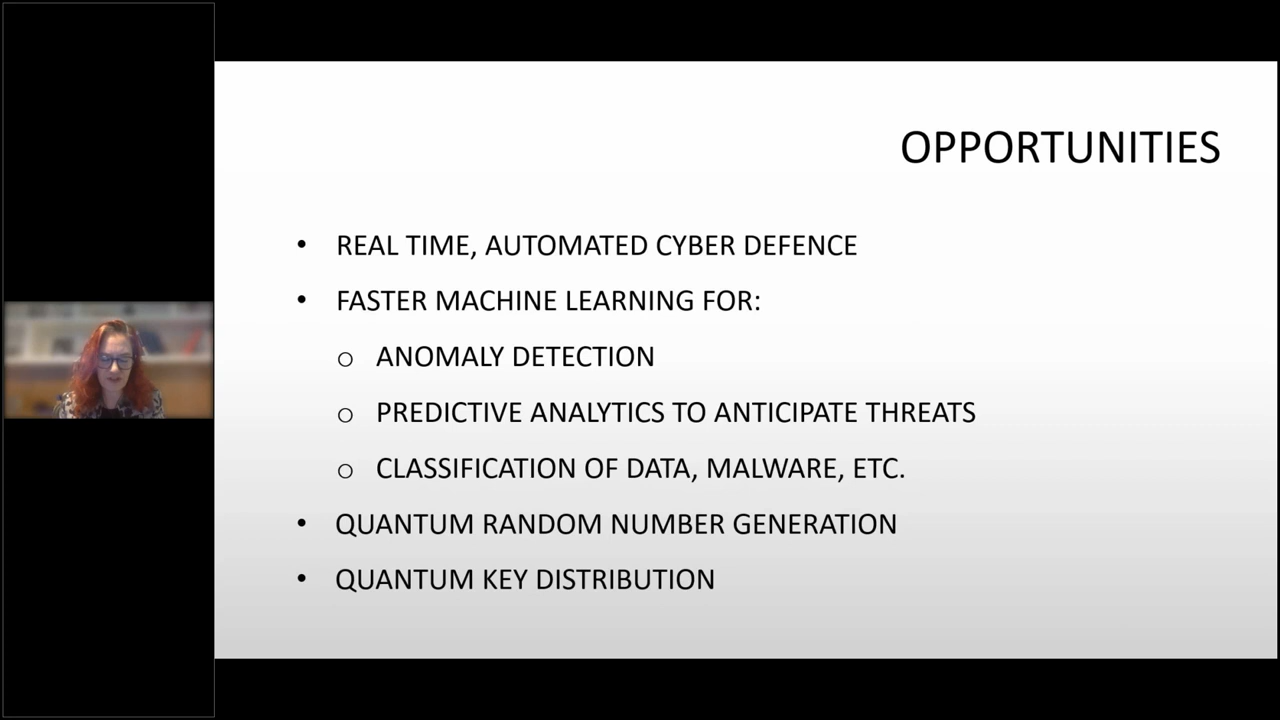 OPPORTUNITIES
• REAL TIME, AUTOMATED CYBER DEFENCE
• FASTER MACHINE LEARNING FOR:
o ANOMALY DETECTION
o PREDICTIVE ANALYTICS TO ANTICIPATE THREATS
o CLASSIFICATION OF DATA, MALWARE, ETC.
• QUANTUM RANDOM NUMBER GENERATION
• QUANTUM KEY DISTRIBUTION